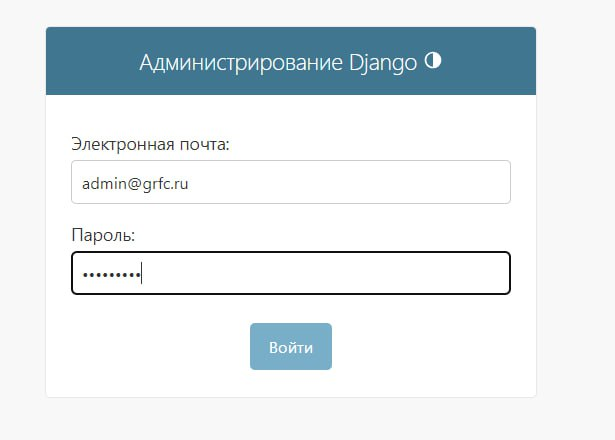 Администрирование Django
Электронная почта:
admin@grfc.ru
Пароль:
•••••••••
Войти